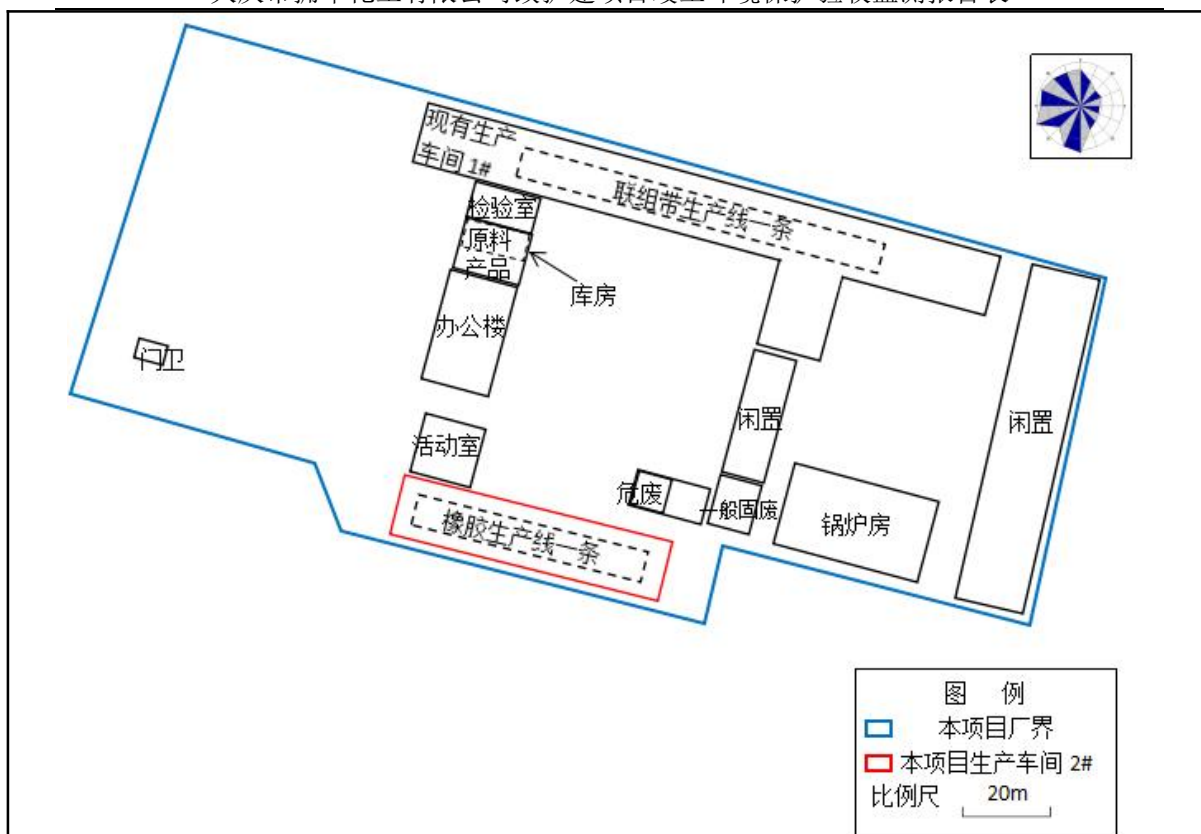 现有生产
车间 1#
联组带生产线一条
检验室
原料
产品
库房
办公楼
门卫
闲置
闲置
活动室
危废
一般固废
锅炉房
橡胶生产线一条
图 例
本项目厂界
本项目生产车间 2#
比例尺 20m